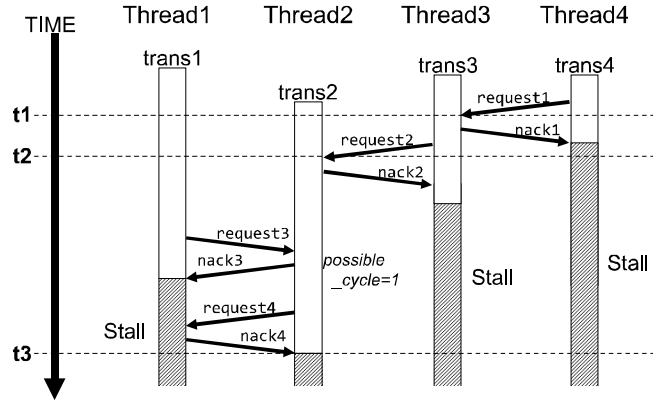 TIME
Thread1 Thread2 Thread3 Thread4
trans1 trans2 trans3 trans4
request1
t1
nack1
request2
t2
nack2
request3
nack3
possible
_cycle=1
Stall
Stall
request4
Stall
nack4
t3